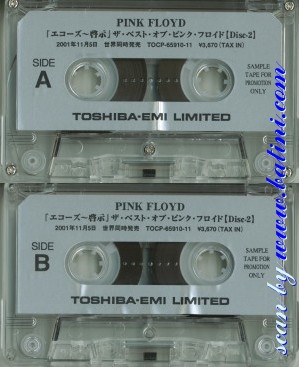 PINK FLOYD
「エコーズ〜啓示」ザ・ベスト・オブ・ピンク・フロイド【Disc-2】
2001年11月5日 世界同時発売 TOCP-65910-11 ¥3,670 (TAX IN)
SIDE
A
SAMPLE
TAPE FOR
PROMOTION
ONLY
TOSHIBA-EMI LIMITED
PINK FLOYD
「エコーズ〜啓示」ザ・ベスト・オブ・ピンク・フロイド【Disc-2】
2001年11月5日 世界同時発売 TOCP-65910-11 ¥3,670 (TAX IN)
SIDE
B
SAMPLE
TAPE FOR
PROMOTION
ONLY
TOSHIBA-EMI LIMITED
scan by www.kalini.com